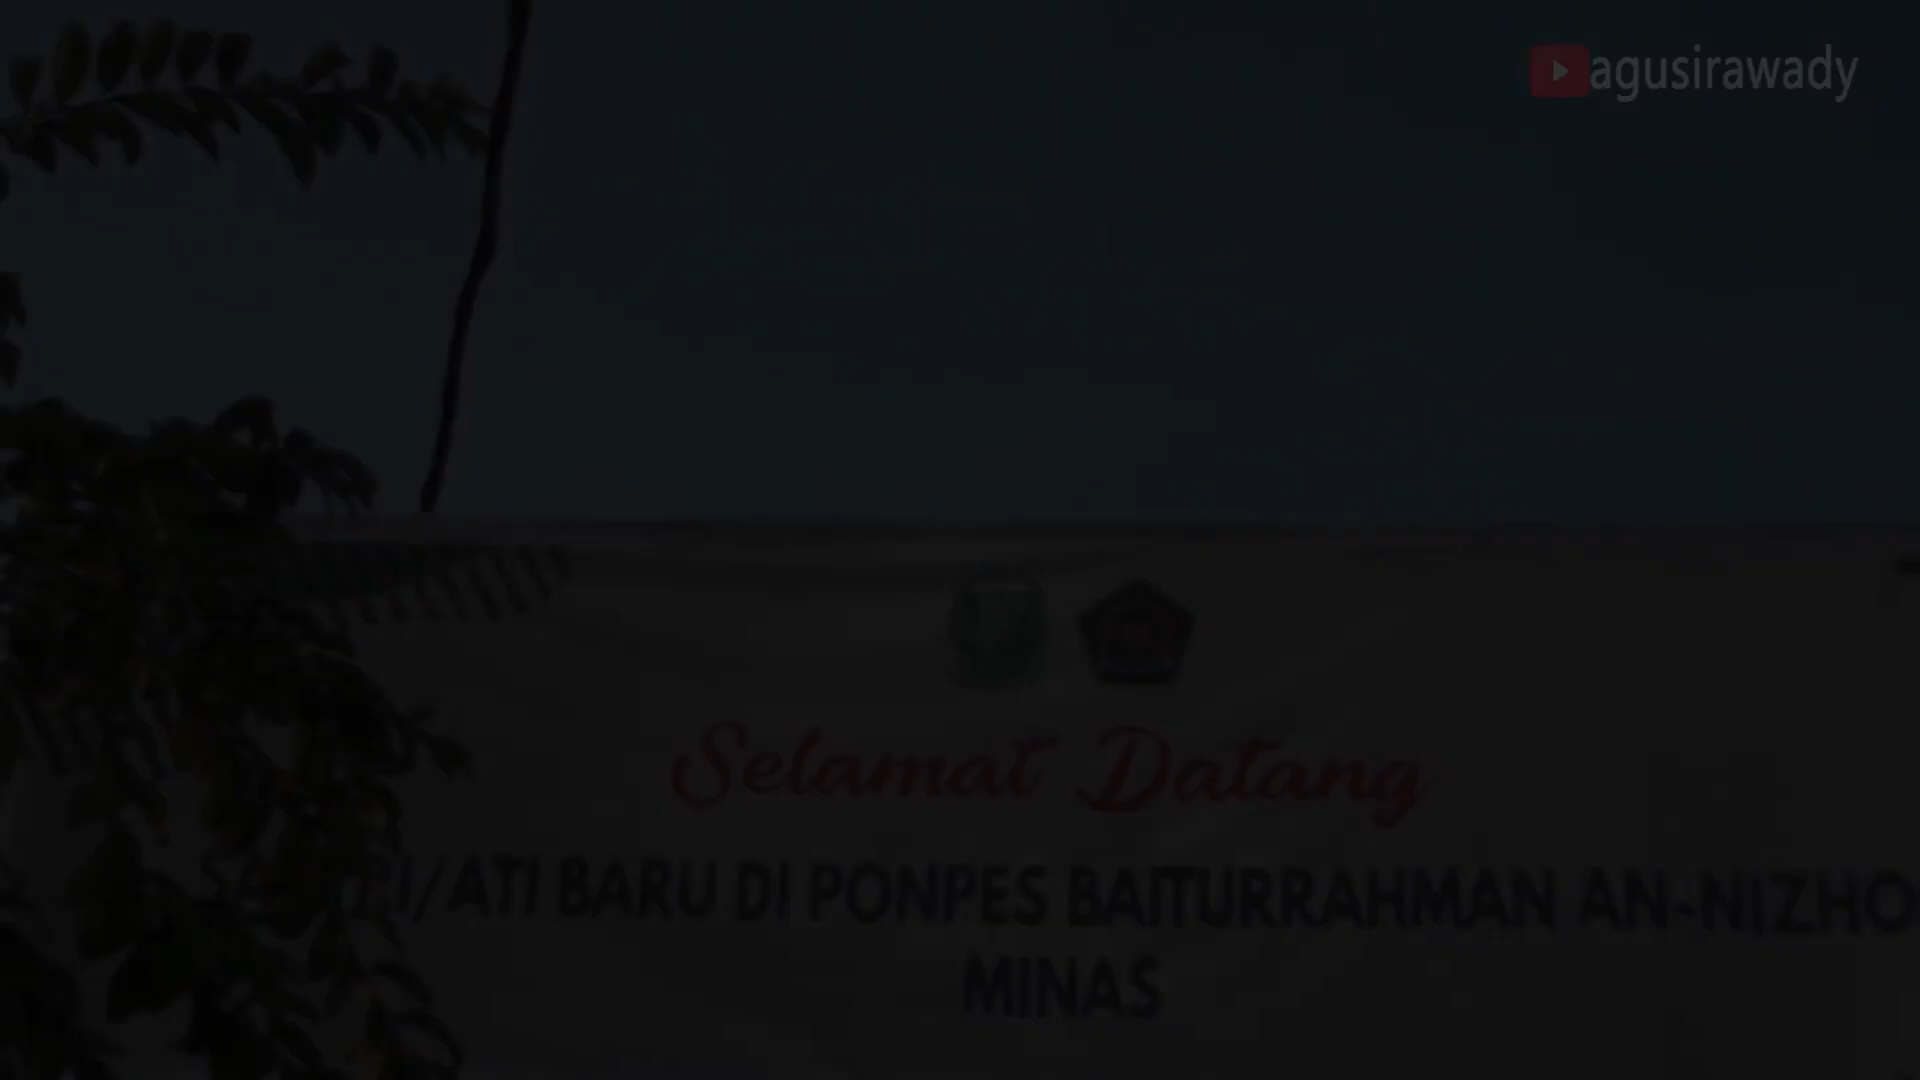 agusirawady
Selamat Datang
/ATI BARU DI PONPES BAITURRAHMAN AN-NIZHO
MINAS